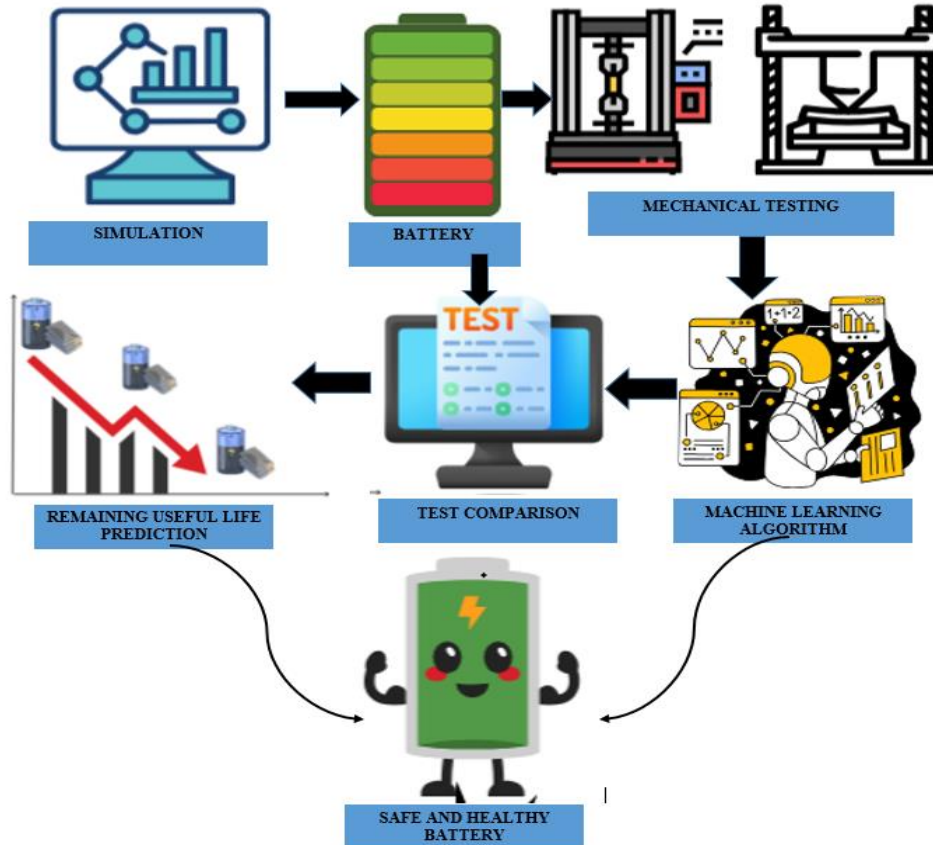 SIMULATION
BATTERY
MECHANICAL TESTING
1+1=2
TEST
REMAINING USEFUL LIFE
PREDICTION
TEST COMPARISON
MACHINE LEARNING
ALGORITHM
SAFE AND HEALTHY
BATTERY